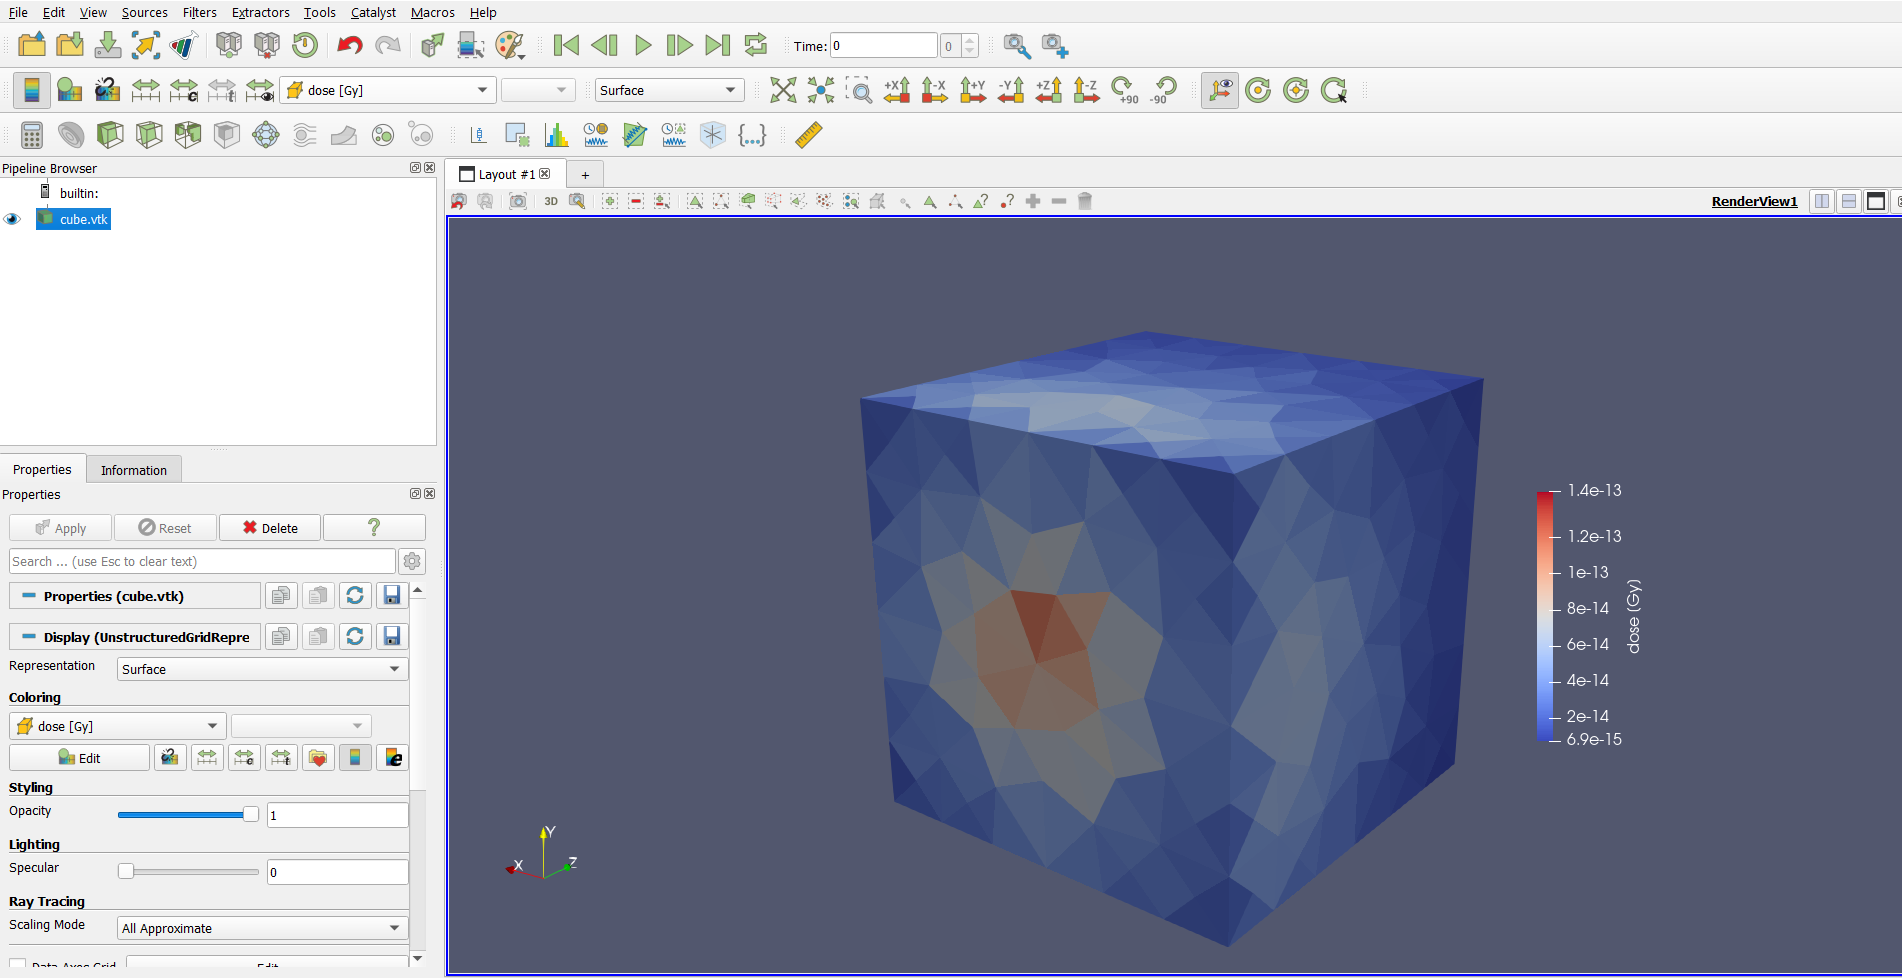 File Edit View Sources Filters Extractors Tools Catalyst Macros Help
Time: 0 0
dose [Gy] Surface +X -X +Y -Y +Z -Z +90 -90
Pipeline Browser
builtin:
cube.vtk
Layout #1 +
3D
RenderView1
Properties Information
Properties
Apply Reset Delete ?
Search ... (use Esc to clear text)
Properties (cube.vtk)
Display (UnstructuredGridRepre
Representation Surface
Coloring
dose [Gy]
Edit
Styling
Opacity 1
Lighting
Specular 0
Ray Tracing
Scaling Mode All Approximate
Data Axes Grid Edit
Y
X Z
1.4e-13
1.2e-13
1e-13
8e-14
6e-14
4e-14
2e-14
6.9e-15
dose (Gy)